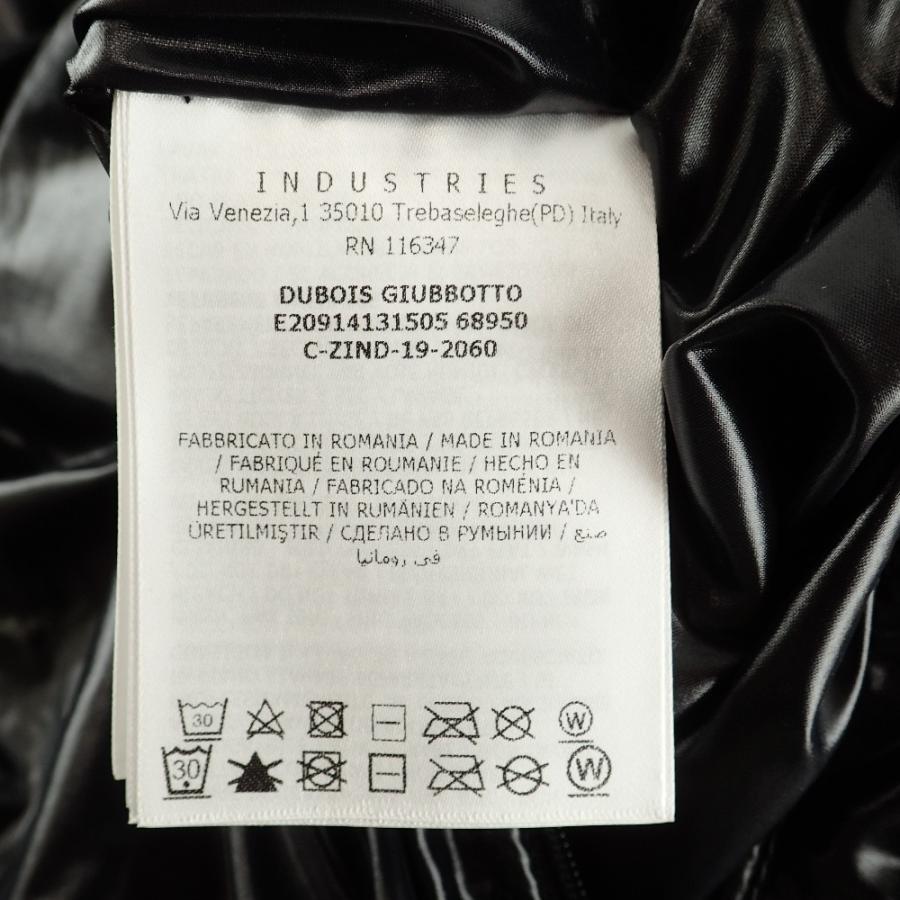 INDUSTRIES
Via Venezia,1 35010 Trebaseleghe(PD) Italy
RN 116347
DUBOIS GIUBBOTTO
E20914131505 68950
C-ZIND-19-2060
FABBRICATO IN ROMANIA / MADE IN ROMANIA
/ FABRIQUÉ EN ROUMANIE / HECHO EN
RUMANIA / FABRICADO NA ROMÉNIA /
HERGESTELLT IN RUMÄNIEN / ROMANYA'DA
ÜRETILMIŞTIR / СДЕЛАНО В РУМЫНИИ / صنع
في رومانيا
30 W
30 W